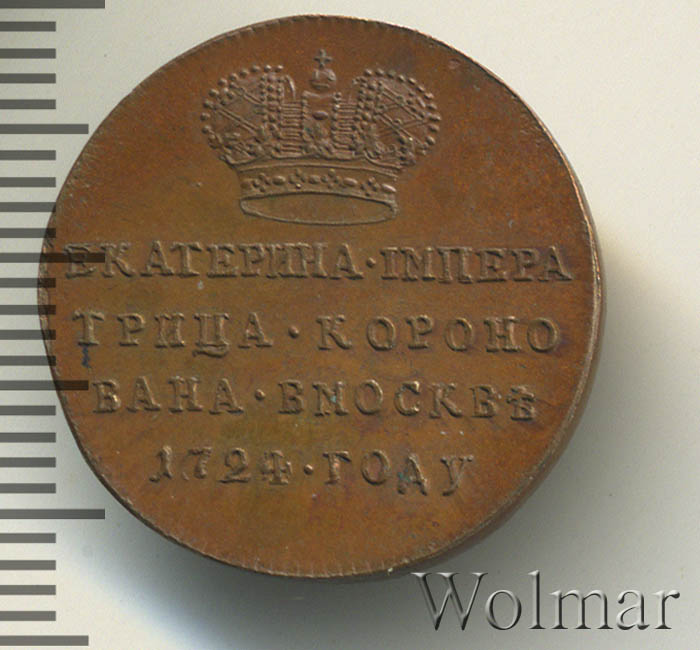 ЕКАТЕРИНА·IМПЕРА
ТРИЦА·КОРОНО
ВАНА·ВМОСКВѢ
1724·ГОДУ
Wolmar